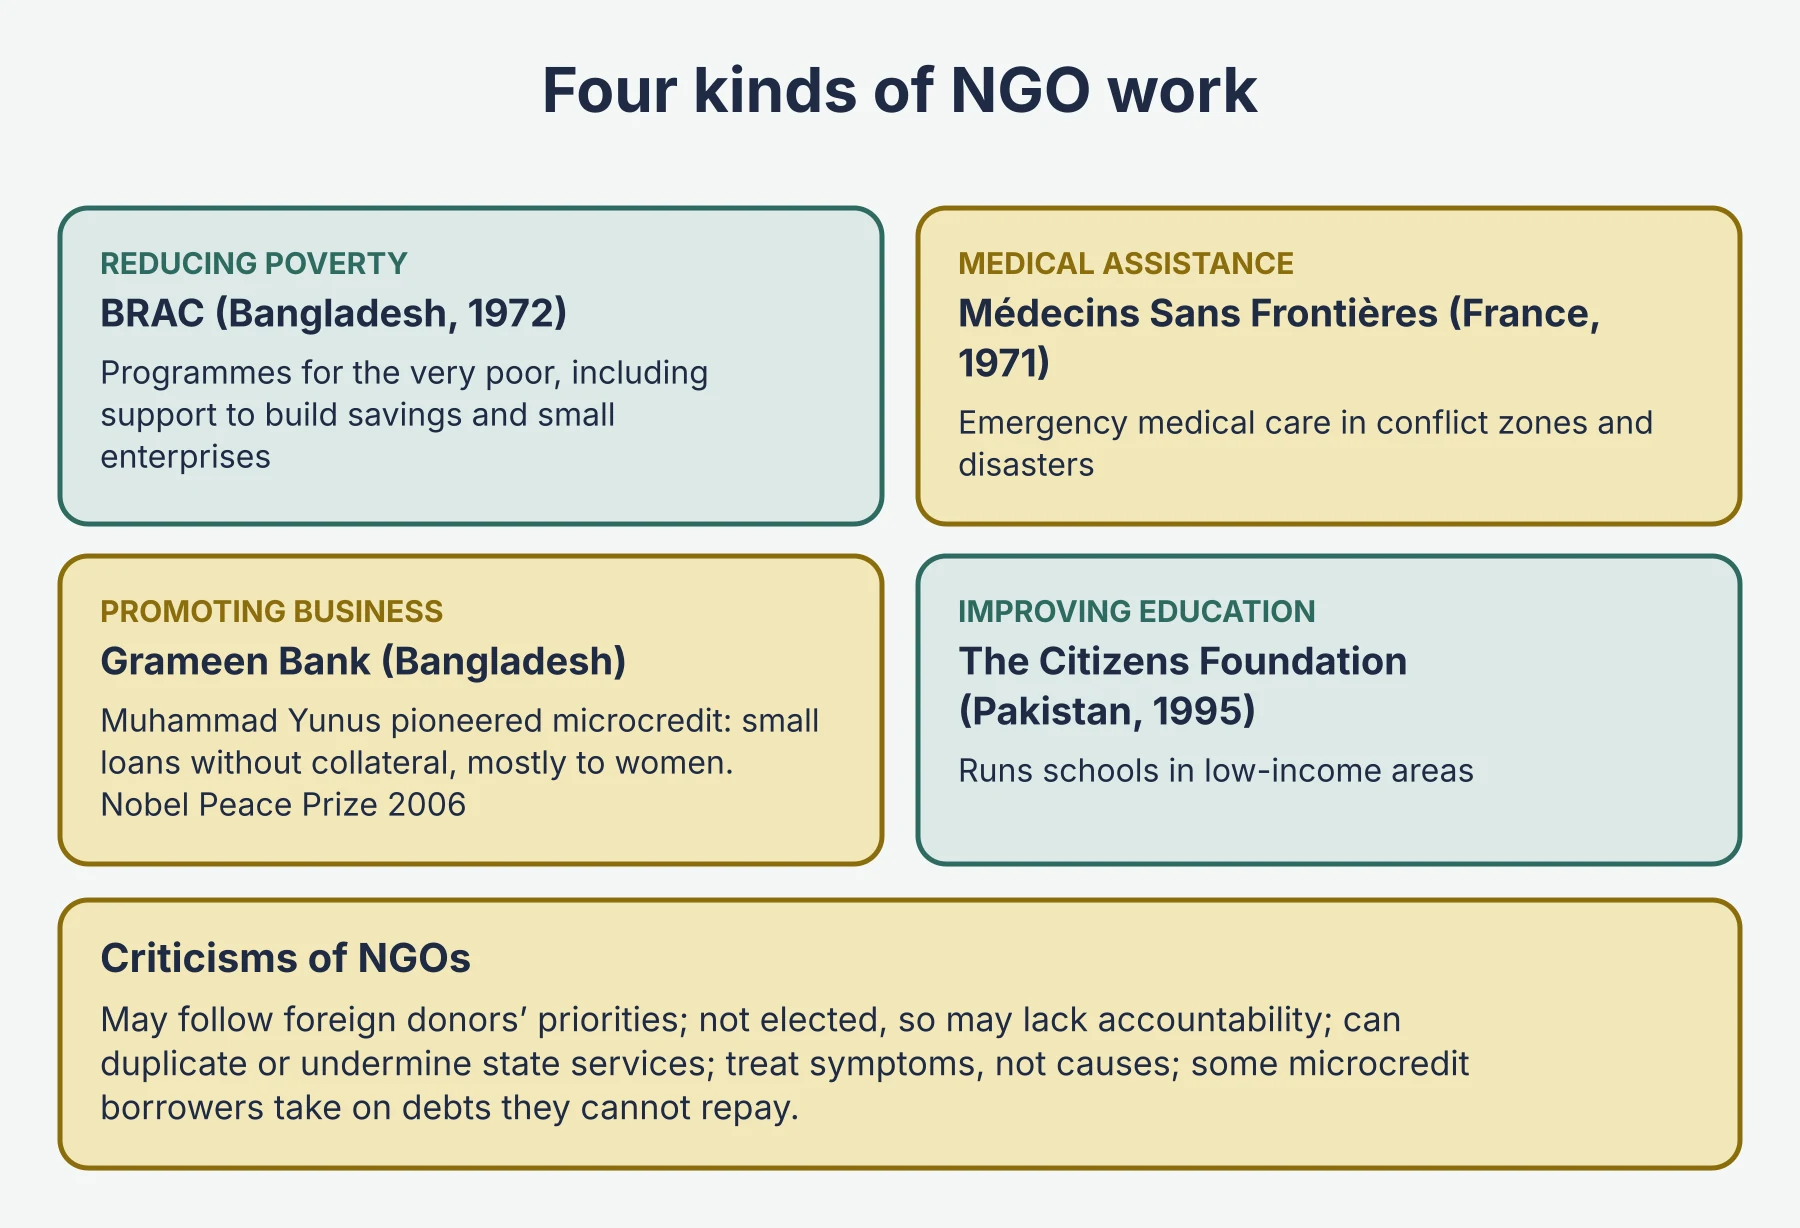 Four kinds of NGO work
REDUCING POVERTY
BRAC (Bangladesh, 1972)
Programmes for the very poor, including
support to build savings and small
enterprises
MEDICAL ASSISTANCE
Médecins Sans Frontières (France,
1971)
Emergency medical care in conflict zones and
disasters
PROMOTING BUSINESS
Grameen Bank (Bangladesh)
Muhammad Yunus pioneered microcredit: small
loans without collateral, mostly to women.
Nobel Peace Prize 2006
IMPROVING EDUCATION
The Citizens Foundation
(Pakistan, 1995)
Runs schools in low-income areas
Criticisms of NGOs
May follow foreign donors’ priorities; not elected, so may lack accountability; can
duplicate or undermine state services; treat symptoms, not causes; some microcredit
borrowers take on debts they cannot repay.